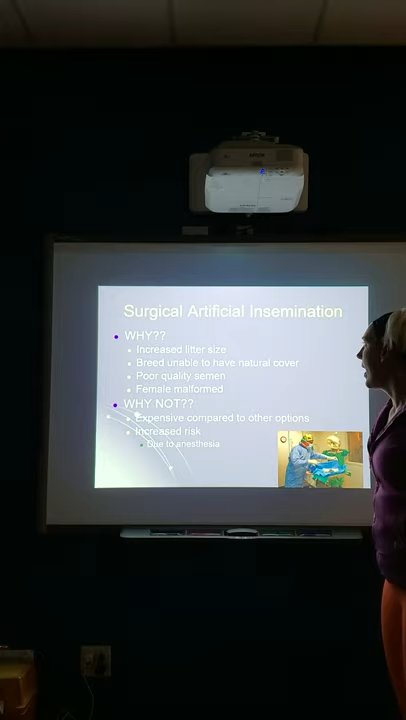 EPSON
Surgical Artificial Insemination
WHY??
Increased litter size
Breed unable to have natural cover
Poor quality semen
Female malformed
WHY NOT??
Expensive compared to other options
Increased risk
Due to anesthesia